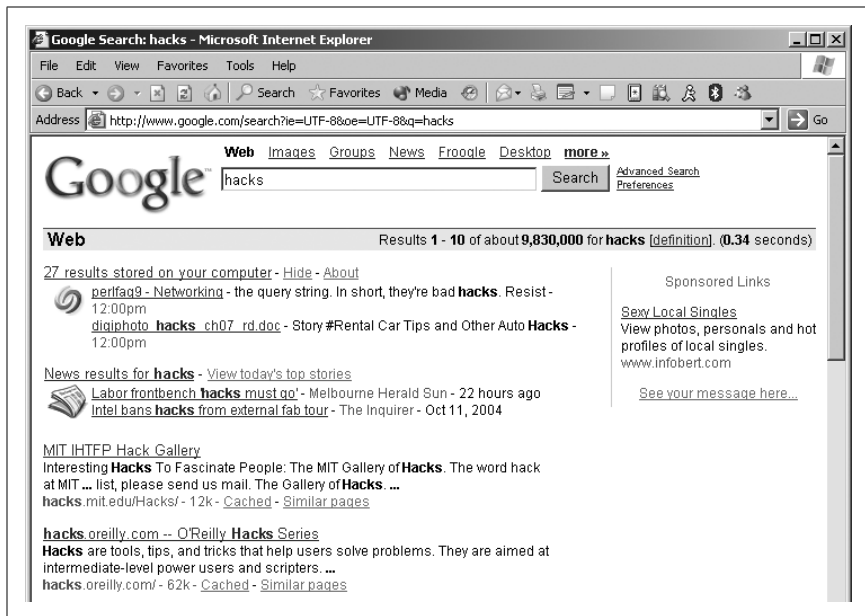 Google Search: hacks - Microsoft Internet Explorer
File Edit View Favorites Tools Help
Back Search Favorites Media
Address http://www.google.com/search?ie=UTF-8&oe=UTF-8&q=hacks Go
Web Images Groups News Froogle Desktop more »
Google™
hacks Search Advanced Search
Preferences
Web Results 1 - 10 of about 9,830,000 for hacks [definition]. (0.34 seconds)
27 results stored on your computer - Hide - About
perlfaq9 - Networking - the query string. In short, they're bad hacks. Resist -
12:00pm
digiphoto_hacks_ch07_rd.doc - Story #Rental Car Tips and Other Auto Hacks -
12:00pm
News results for hacks - View today's top stories
Labor frontbench 'hacks must go' - Melbourne Herald Sun - 22 hours ago
Intel bans hacks from external fab tour - The Inquirer - Oct 11, 2004
MIT IHTFP Hack Gallery
Interesting Hacks To Fascinate People: The MIT Gallery of Hacks. The word hack
at MIT ... list, please send us mail. The Gallery of Hacks. ...
hacks.mit.edu/Hacks/ - 12k - Cached - Similar pages
hacks.oreilly.com -- O'Reilly Hacks Series
Hacks are tools, tips, and tricks that help users solve problems. They are aimed at
intermediate-level power users and scripters. ...
hacks.oreilly.com/ - 62k - Cached - Similar pages
Sponsored Links
Sexy Local Singles
View photos, personals and hot
profiles of local singles.
www.infobert.com
See your message here...